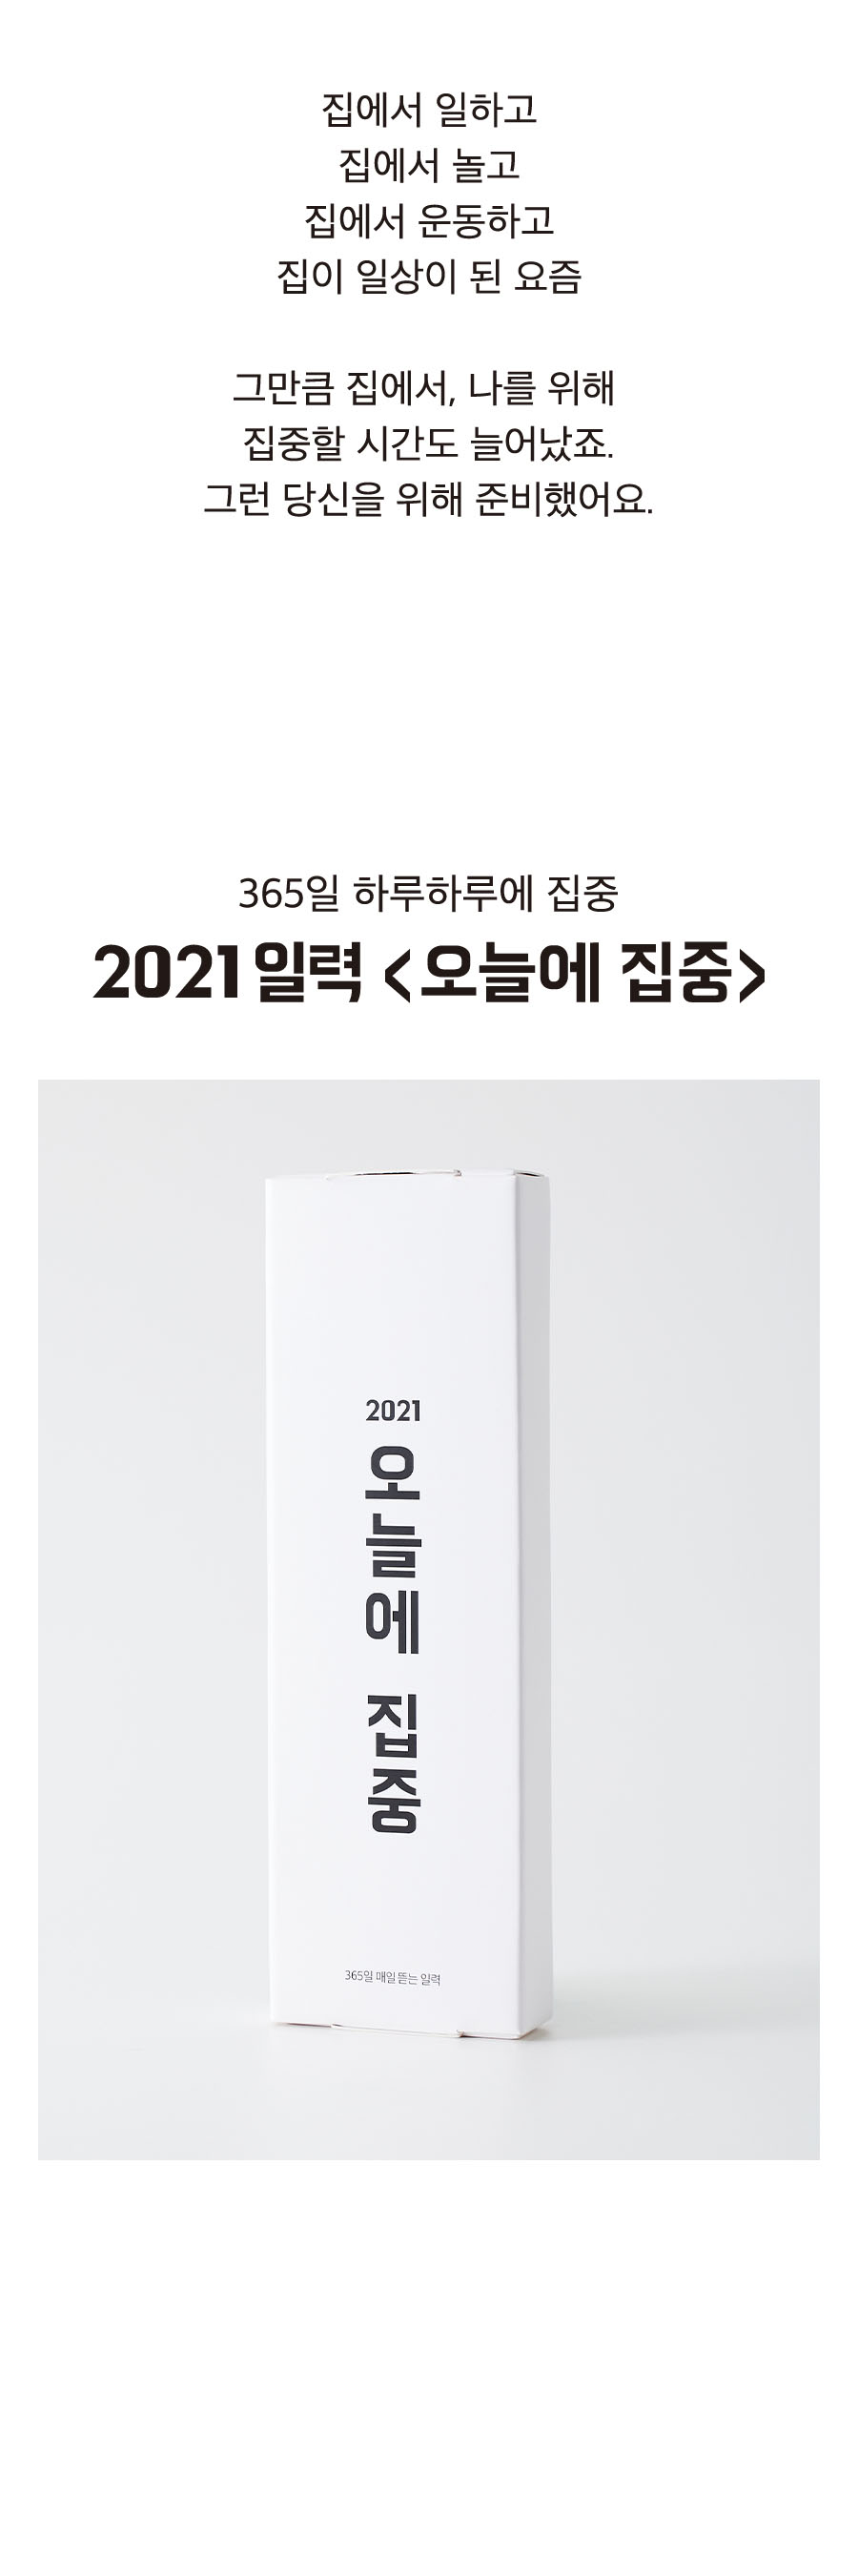 집에서 일하고
집에서 놀고
집에서 운동하고
집이 일상이 된 요즘
그만큼 집에서, 나를 위해
집중할 시간도 늘어났죠.
그런 당신을 위해 준비했어요.
365일 하루하루에 집중
2021 일력 <오늘에 집중>
2021
오늘에 집중
365일 매일 뜯는 일력